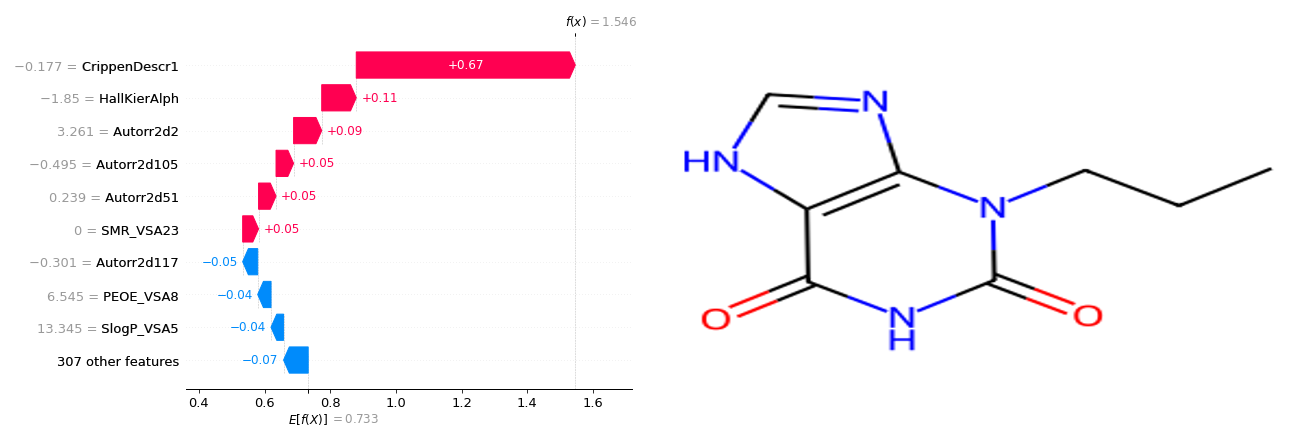 f(x) = 1.546
−0.177 = CrippenDescr1
+0.67
−1.85 = HallKierAlph
+0.11
3.261 = Autorr2d2
+0.09
−0.495 = Autorr2d105
+0.05
0.239 = Autorr2d51
+0.05
0 = SMR_VSA23
+0.05
−0.301 = Autorr2d117
−0.05
6.545 = PEOE_VSA8
−0.04
13.345 = SlogP_VSA5
−0.04
307 other features
−0.07
0.4 0.6 0.8 1.0 1.2 1.4 1.6
E[f(X)] = 0.733
N
HN
N
O
N
H
O